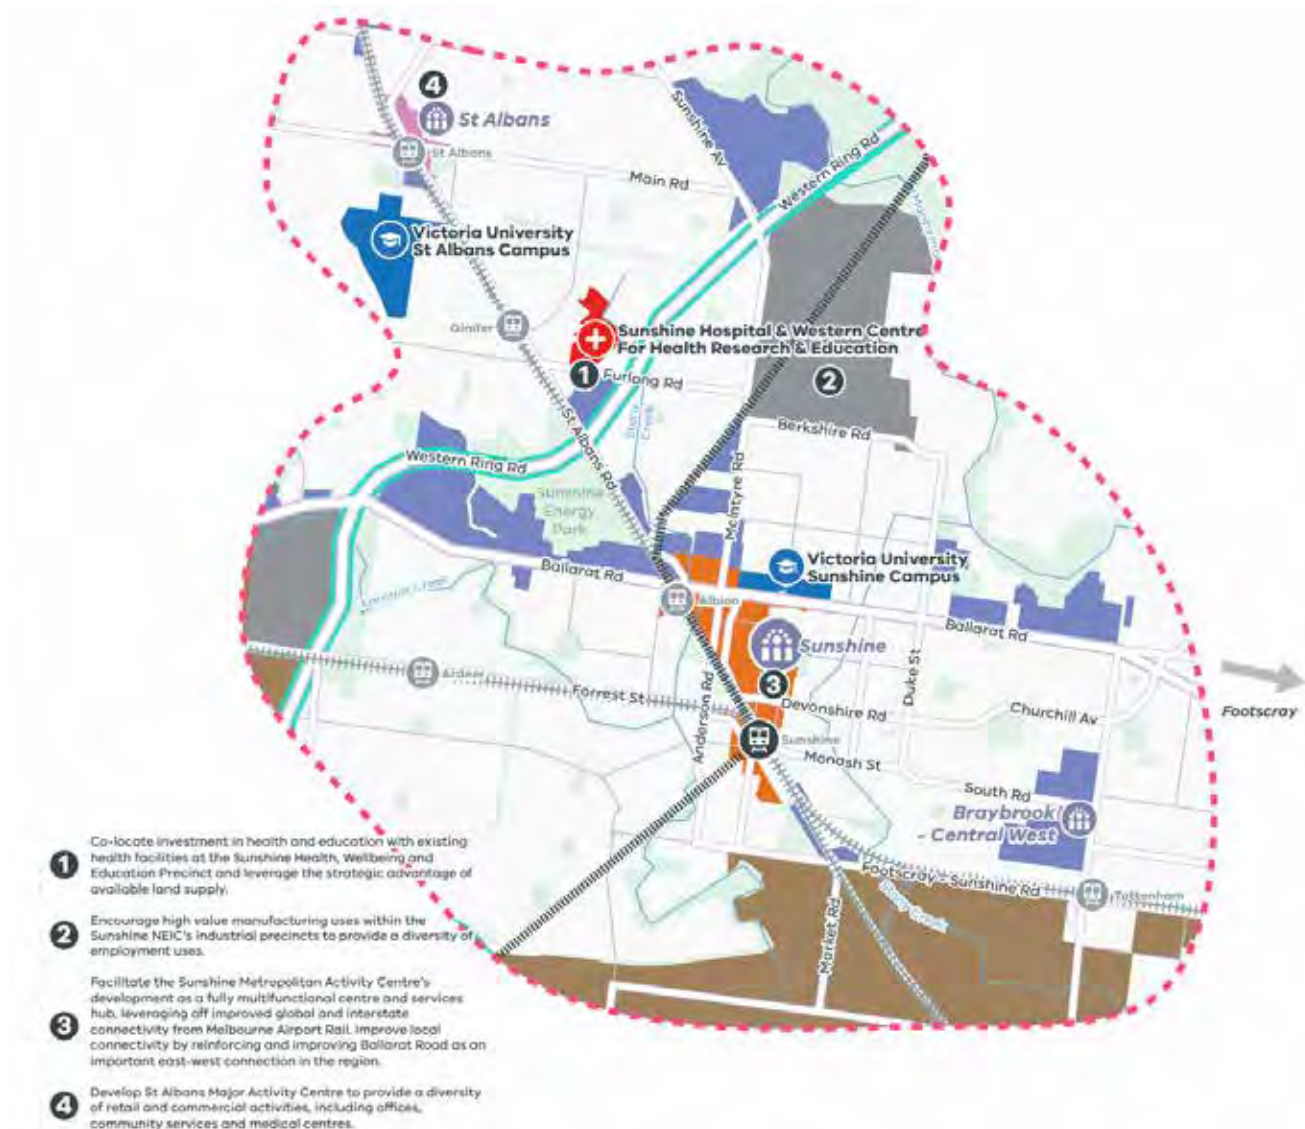 4
St Albans
St Albans
Sunshine Av
Main Rd
Western Ring Rd
Victoria University
St Albans Campus
Ginifer
Sunshine Hospital & Western Centre
For Health Research & Education
1
Furlong Rd
2
St Albans Rd
Creek
Berkshire Rd
Western Ring Rd
McIntyre Rd
Sunshine
Energy
Park
Victoria University
Sunshine Campus
Ballarat Rd
Albion
Ballarat Rd
Sunshine
Duke St
3
Ardeer
Forrest St
Anderson Rd
Devonshire Rd
Churchill Av
Footscray
Sunshine
Monash St
South Rd
Braybrook
- Central West
Footscray - Sunshine Rd
Tottenham
Market Rd
Stony Creek
1
Co-locate investment in health and education with existing
health facilities at the Sunshine Health, Wellbeing and
Education Precinct and leverage the strategic advantage of
available land supply.
2
Encourage high value manufacturing uses within the
Sunshine NEIC's industrial precincts to provide a diversity of
employment uses.
3
Facilitate the Sunshine Metropolitan Activity Centre's
development as a fully multifunctional centre and services
hub, leveraging off improved global and interstate
connectivity from Melbourne Airport Rail. Improve local
connectivity by reinforcing and improving Ballarat Road as an
important east-west connection in the region.
4
Develop St Albans Major Activity Centre to provide a diversity
of retail and commercial activities, including offices,
community services and medical centres.